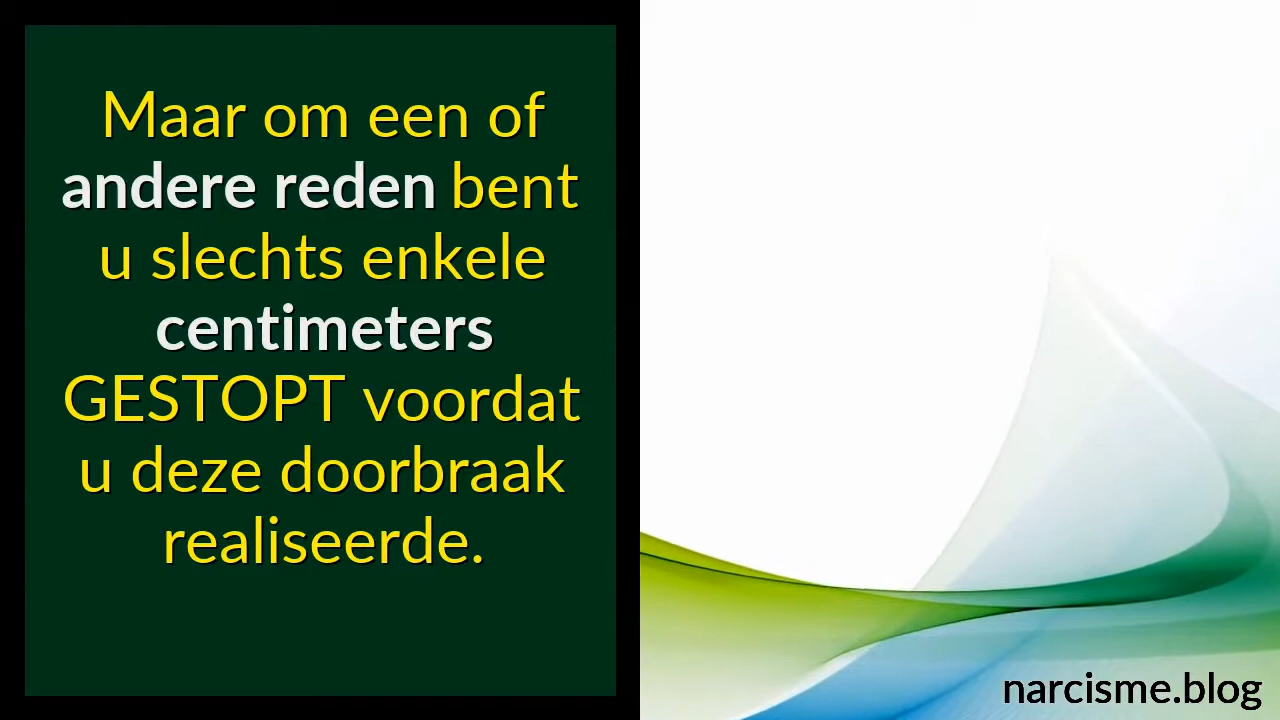 Maar om een of
andere reden bent
u slechts enkele
centimeters
GESTOPT voordat
u deze doorbraak
realiseerde.
narcisme.blog